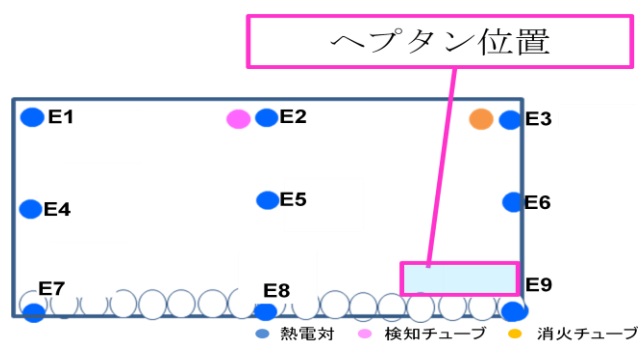 ヘプタン位置
E1 E2 E3
E4 E5 E6
E7 E8 E9
熱電対 検知チューブ 消火チューブ